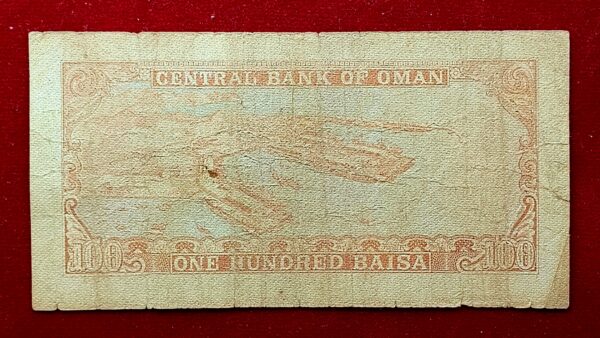 CENTRAL BANK OF OMAN
100 ONE HUNDRED BAISA 100